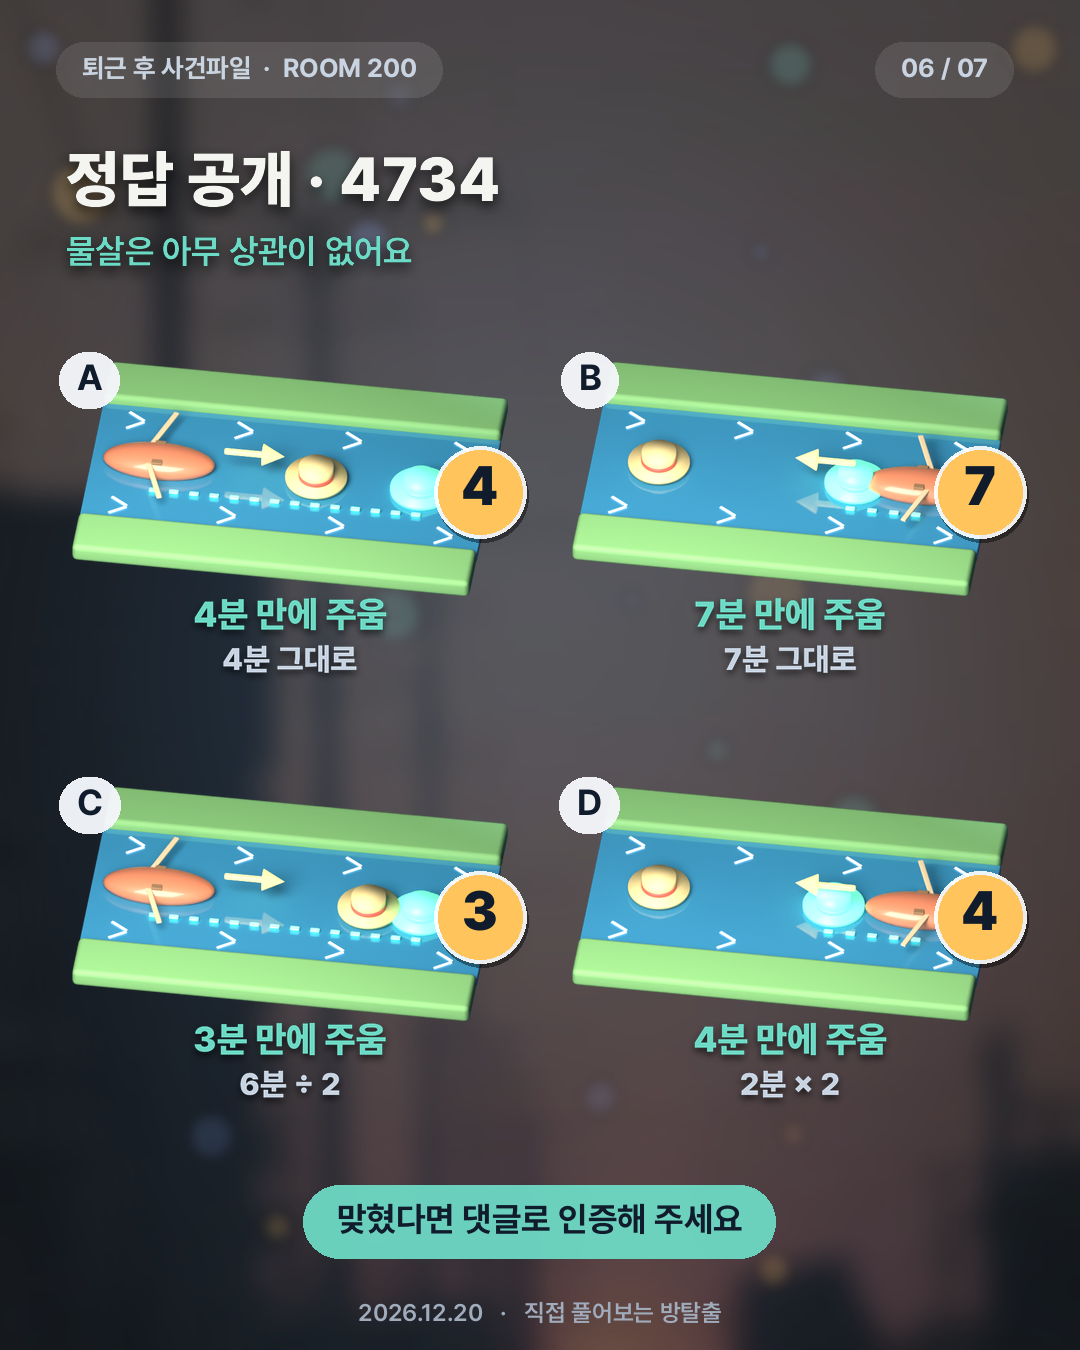 퇴근 후 사건파일 · ROOM 200
06 / 07
정답 공개 · 4734
물살은 아무 상관이 없어요
A
4
4분 만에 주움
4분 그대로
B
7
7분 만에 주움
7분 그대로
C
3
3분 만에 주움
6분 ÷ 2
D
4
4분 만에 주움
2분 × 2
맞혔다면 댓글로 인증해 주세요
2026.12.20 · 직접 풀어보는 방탈출